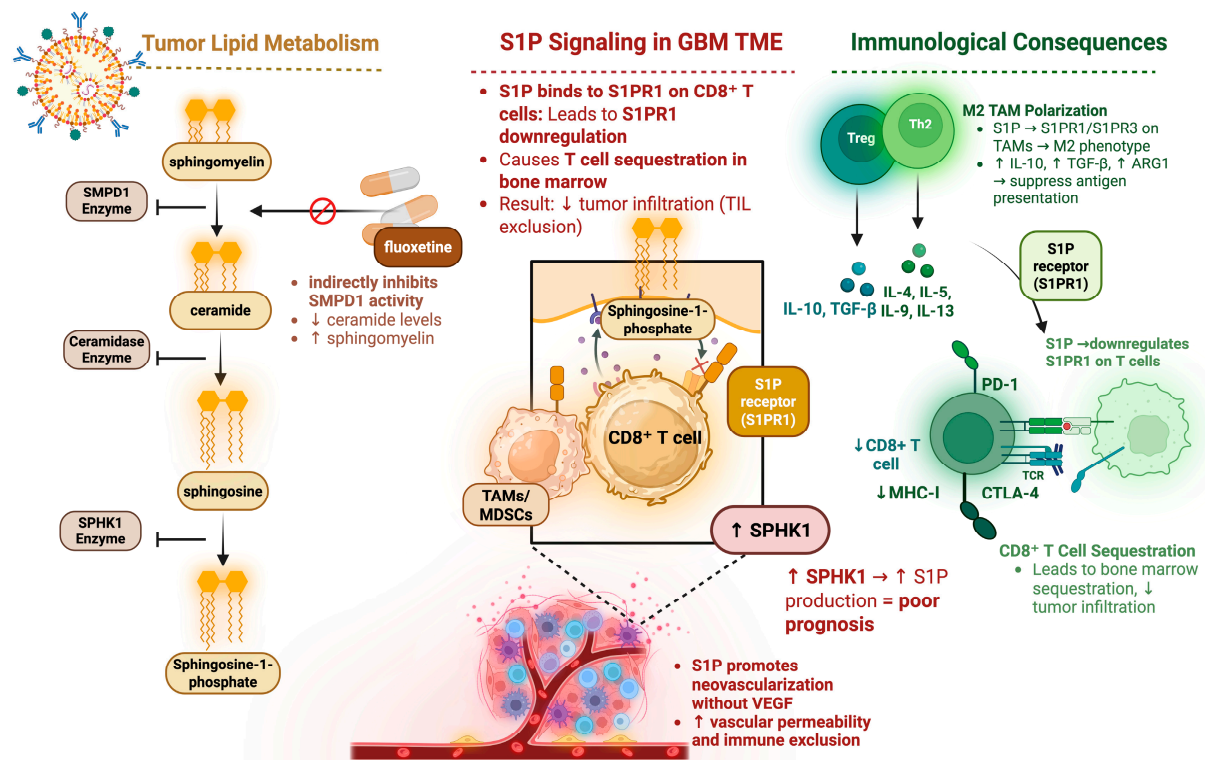 Tumor Lipid Metabolism
sphingomyelin
SMPD1
Enzyme
fluoxetine
ceramide
• indirectly inhibits
SMPD1 activity
• ↓ ceramide levels
• ↑ sphingomyelin
Ceramidase
Enzyme
sphingosine
SPHK1
Enzyme
Sphingosine-1-
phosphate
S1P Signaling in GBM TME
• S1P binds to S1PR1 on CD8⁺ T
cells: Leads to S1PR1
downregulation
• Causes T cell sequestration in
bone marrow
• Result: ↓ tumor infiltration (TIL
exclusion)
Sphingosine-1-
phosphate
S1P
receptor
(S1PR1)
CD8⁺ T cell
TAMs/
MDSCs
↑ SPHK1
↑ SPHK1 → ↑ S1P
production = poor
prognosis
• S1P promotes
neovascularization
without VEGF
• ↑ vascular permeability
and immune exclusion
Immunological Consequences
Treg
Th2
M2 TAM Polarization
• S1P → S1PR1/S1PR3 on
TAMs → M2 phenotype
• ↑ IL-10, ↑ TGF-β, ↑ ARG1
→ suppress antigen
presentation
IL-10, TGF-β
IL-4, IL-5,
IL-9, IL-13
S1P
receptor
(S1PR1)
S1P →downregulates
S1PR1 on T cells
PD-1
↓CD8+ T
cell
TCR
↓MHC-I
CTLA-4
CD8⁺ T Cell Sequestration
• Leads to bone marrow
sequestration, ↓
tumor infiltration